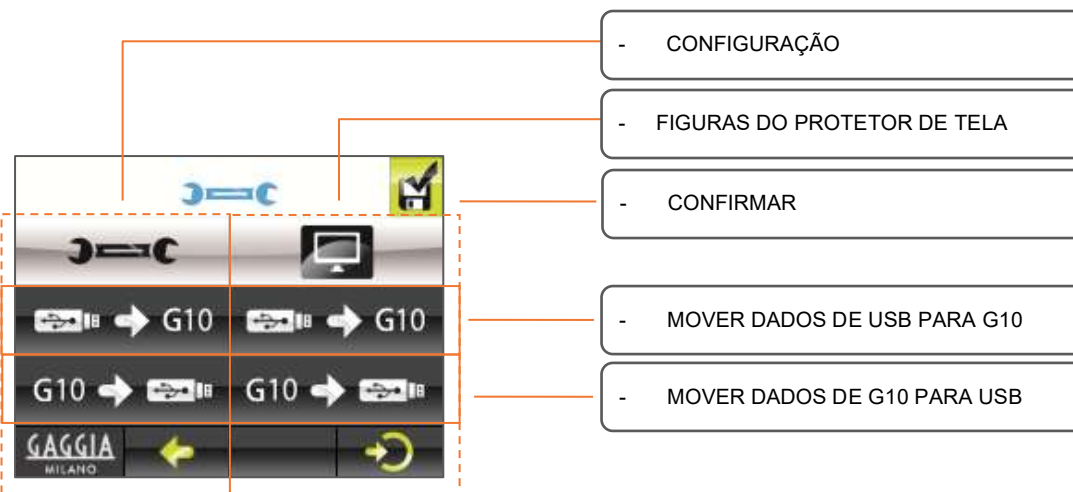 - CONFIGURAÇÃO
- FIGURAS DO PROTETOR DE TELA
- CONFIRMAR
G10 G10
- MOVER DADOS DE USB PARA G10
G10 G10
- MOVER DADOS DE G10 PARA USB
GAGGIA
MILANO